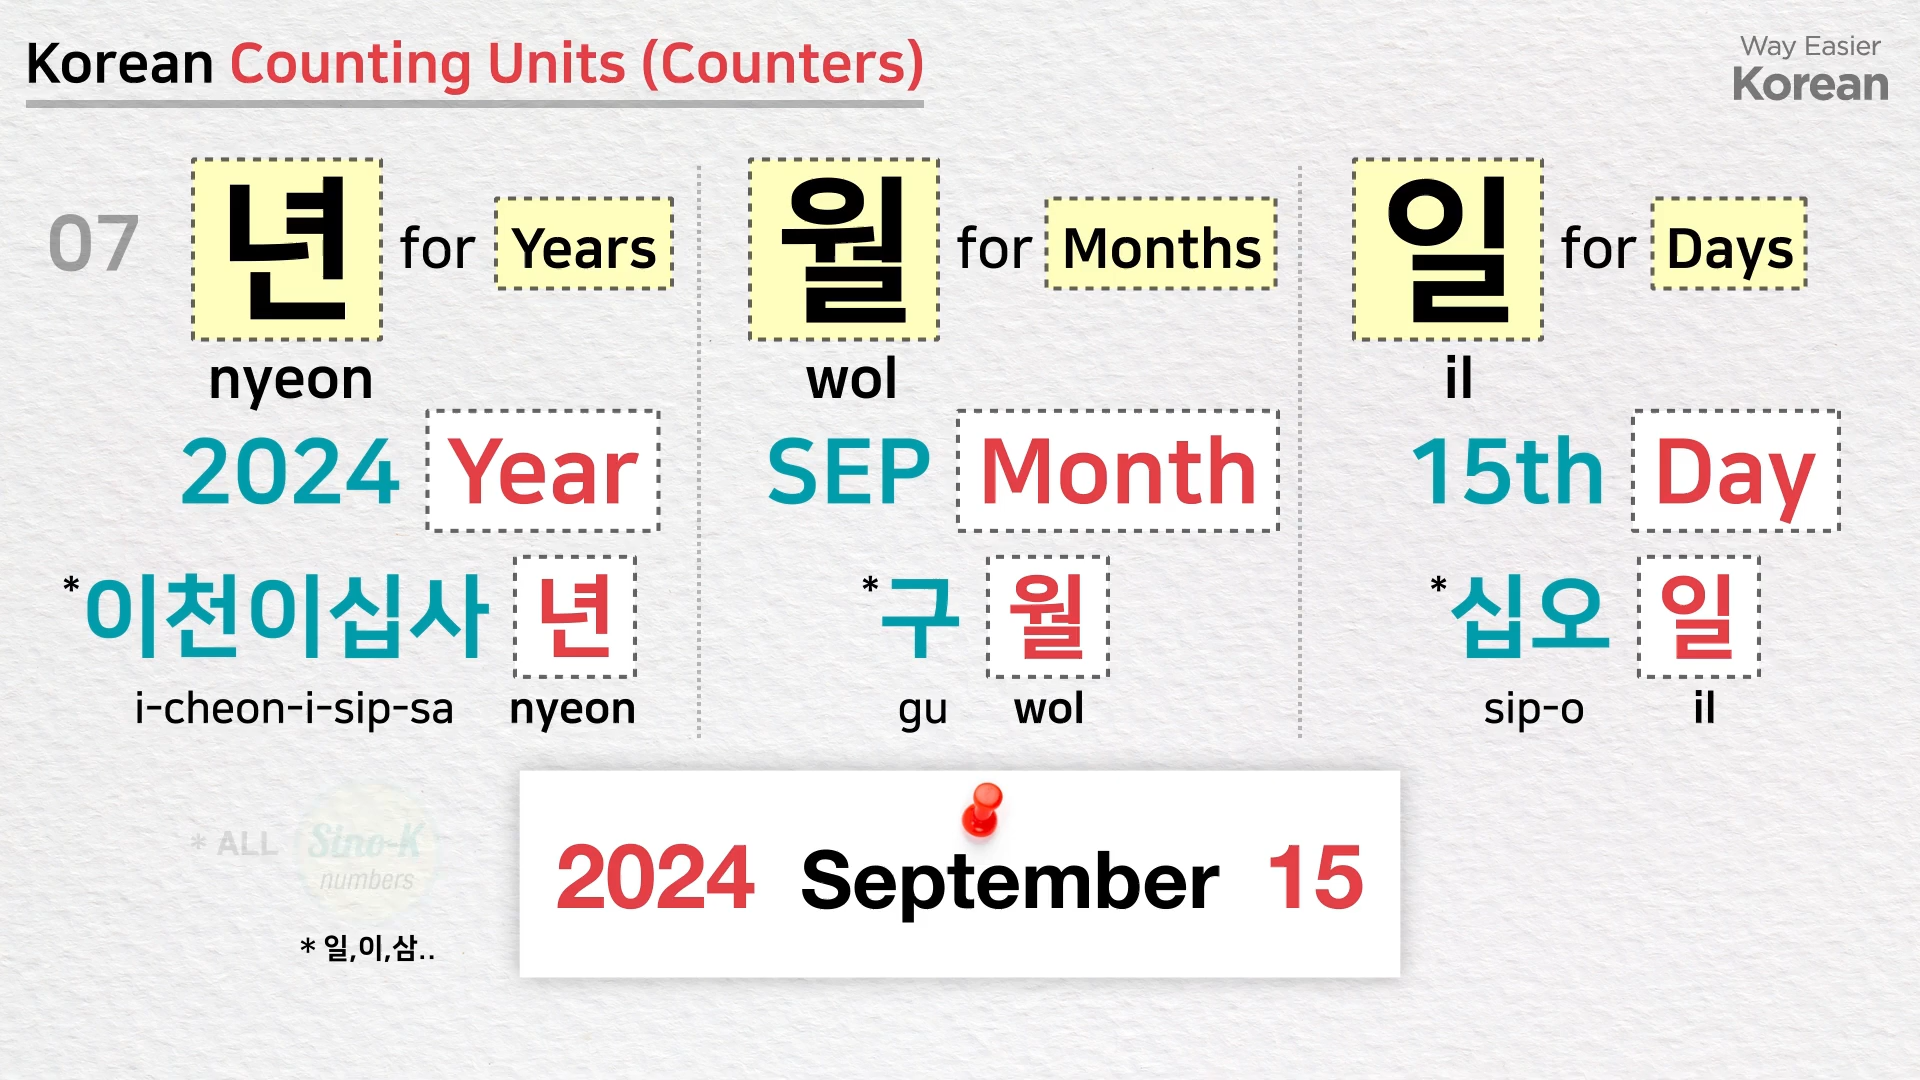 Korean Counting Units (Counters)
Way Easier
Korean
07
년 for Years
nyeon
월 for Months
wol
일 for Days
il
2024 Year
*이천이십사 년
i-cheon-i-sip-sa nyeon
SEP Month
*구 월
gu wol
15th Day
*십오 일
sip-o il
* ALL Sino-K numbers
* 일,이,삼..
2024 September 15